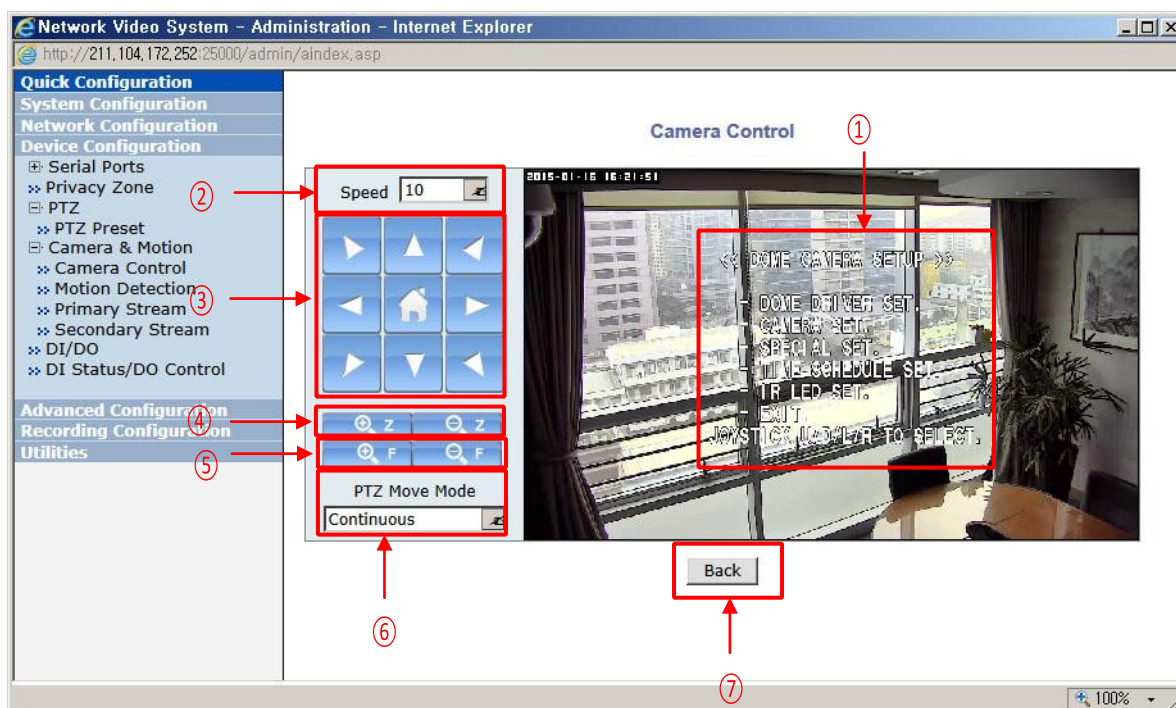 Network Video System - Administration - Internet Explorer
http://211,104,172,252:25000/admin/aindex,asp
Quick Configuration
System Configuration
Network Configuration
Device Configuration
Serial Ports
Privacy Zone
PTZ
PTZ Preset
Camera & Motion
Camera Control
Motion Detection
Primary Stream
Secondary Stream
DI/DO
DI Status/DO Control
Advanced Configuration
Recording Configuration
Utilities
Camera Control
①
②
Speed 10
③
④
Z Z
⑤
F F
PTZ Move Mode
Continuous
⑥
2015-01-16 16:21:51
<< DOME CAMERA SETUP >>
- DOME DRIVER SET.
- CAMERA SET.
- SPECIAL SET.
- TIME-SCHEDULE SET.
- IR LED SET.
- EXIT.
JOYSTICK U/D/L/R TO SELECT.
Back
⑦
100%